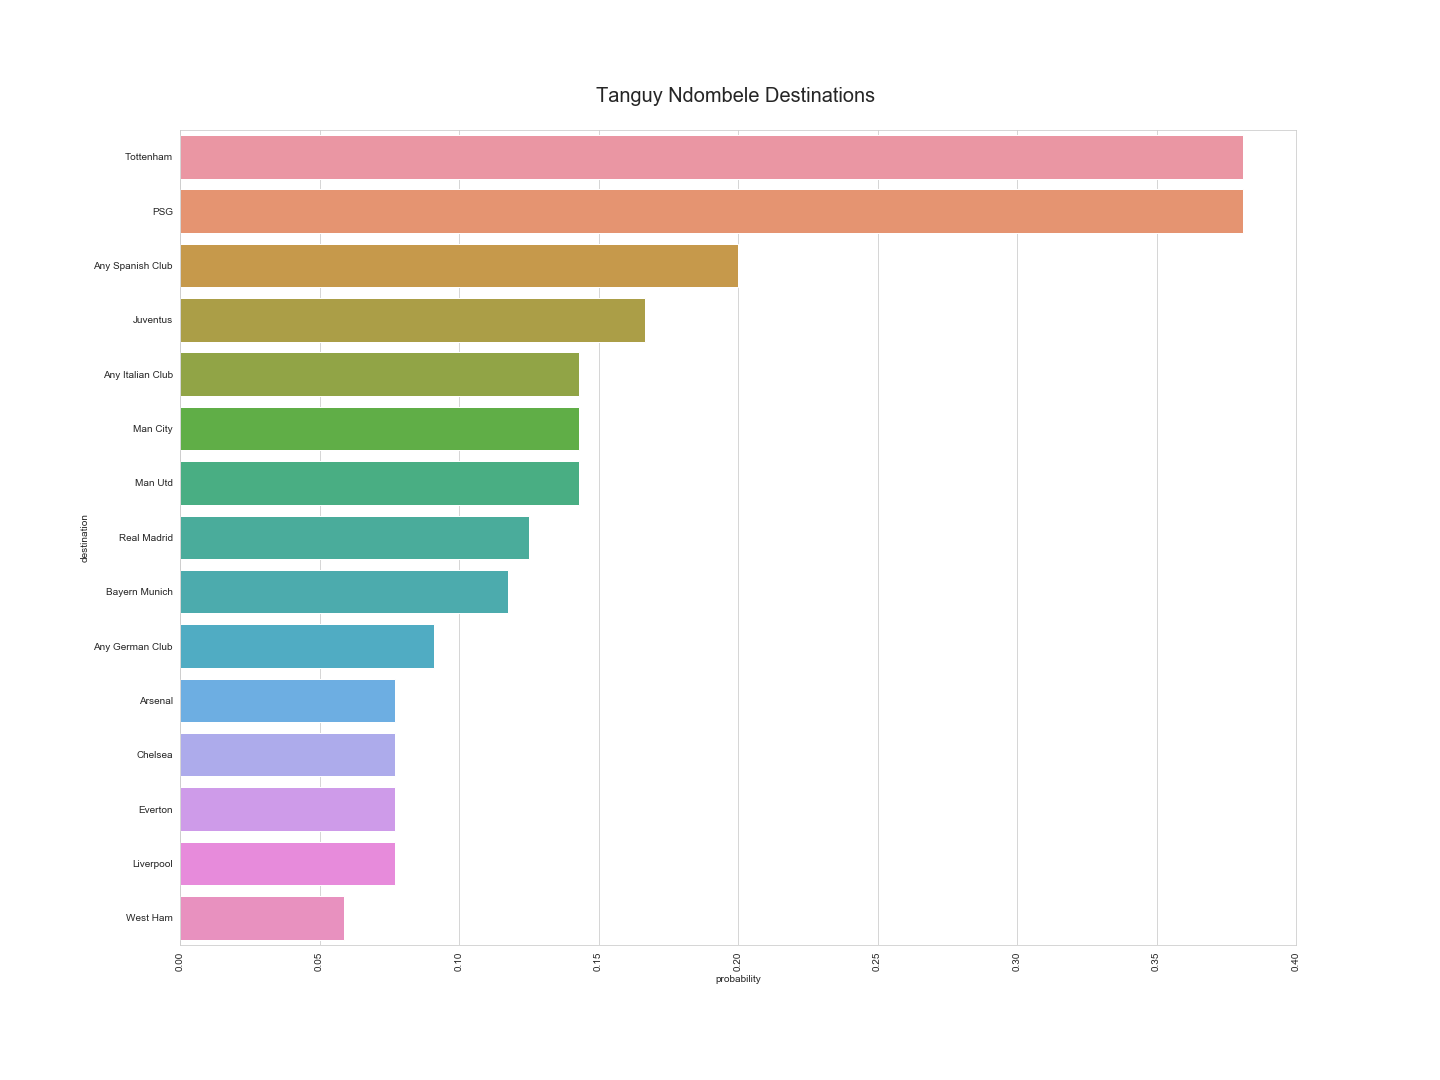 Tanguy Ndombele Destinations
Tottenham
PSG
Any Spanish Club
Juventus
Any Italian Club
Man City
Man Utd
Real Madrid
Bayern Munich
Any German Club
Arsenal
Chelsea
Everton
Liverpool
West Ham
destination
0.00
0.05
0.10
0.15
0.20
0.25
0.30
0.35
0.40
probability